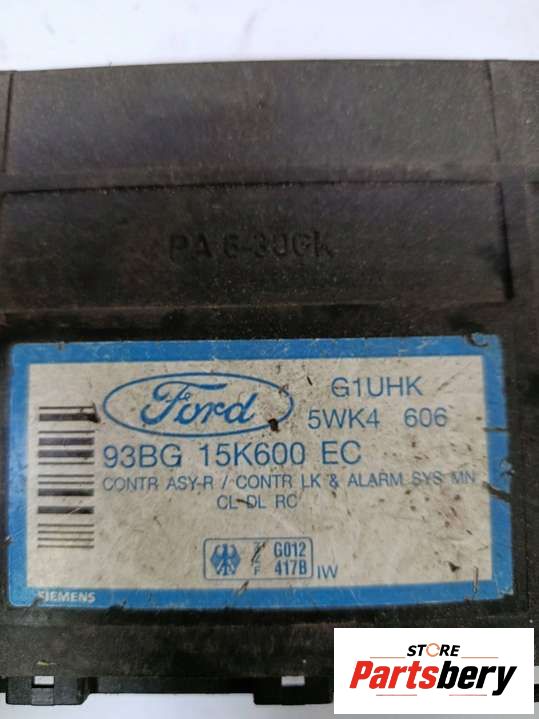 PA 6-30GK
Ford
G1UHK
5WK4 606
93BG 15K600 EC
CONTR ASY-R / CONTR LK & ALARM SYS MN
CL DL RC
Z G012
F 417B IW
SIEMENS
STORE
Partsbery